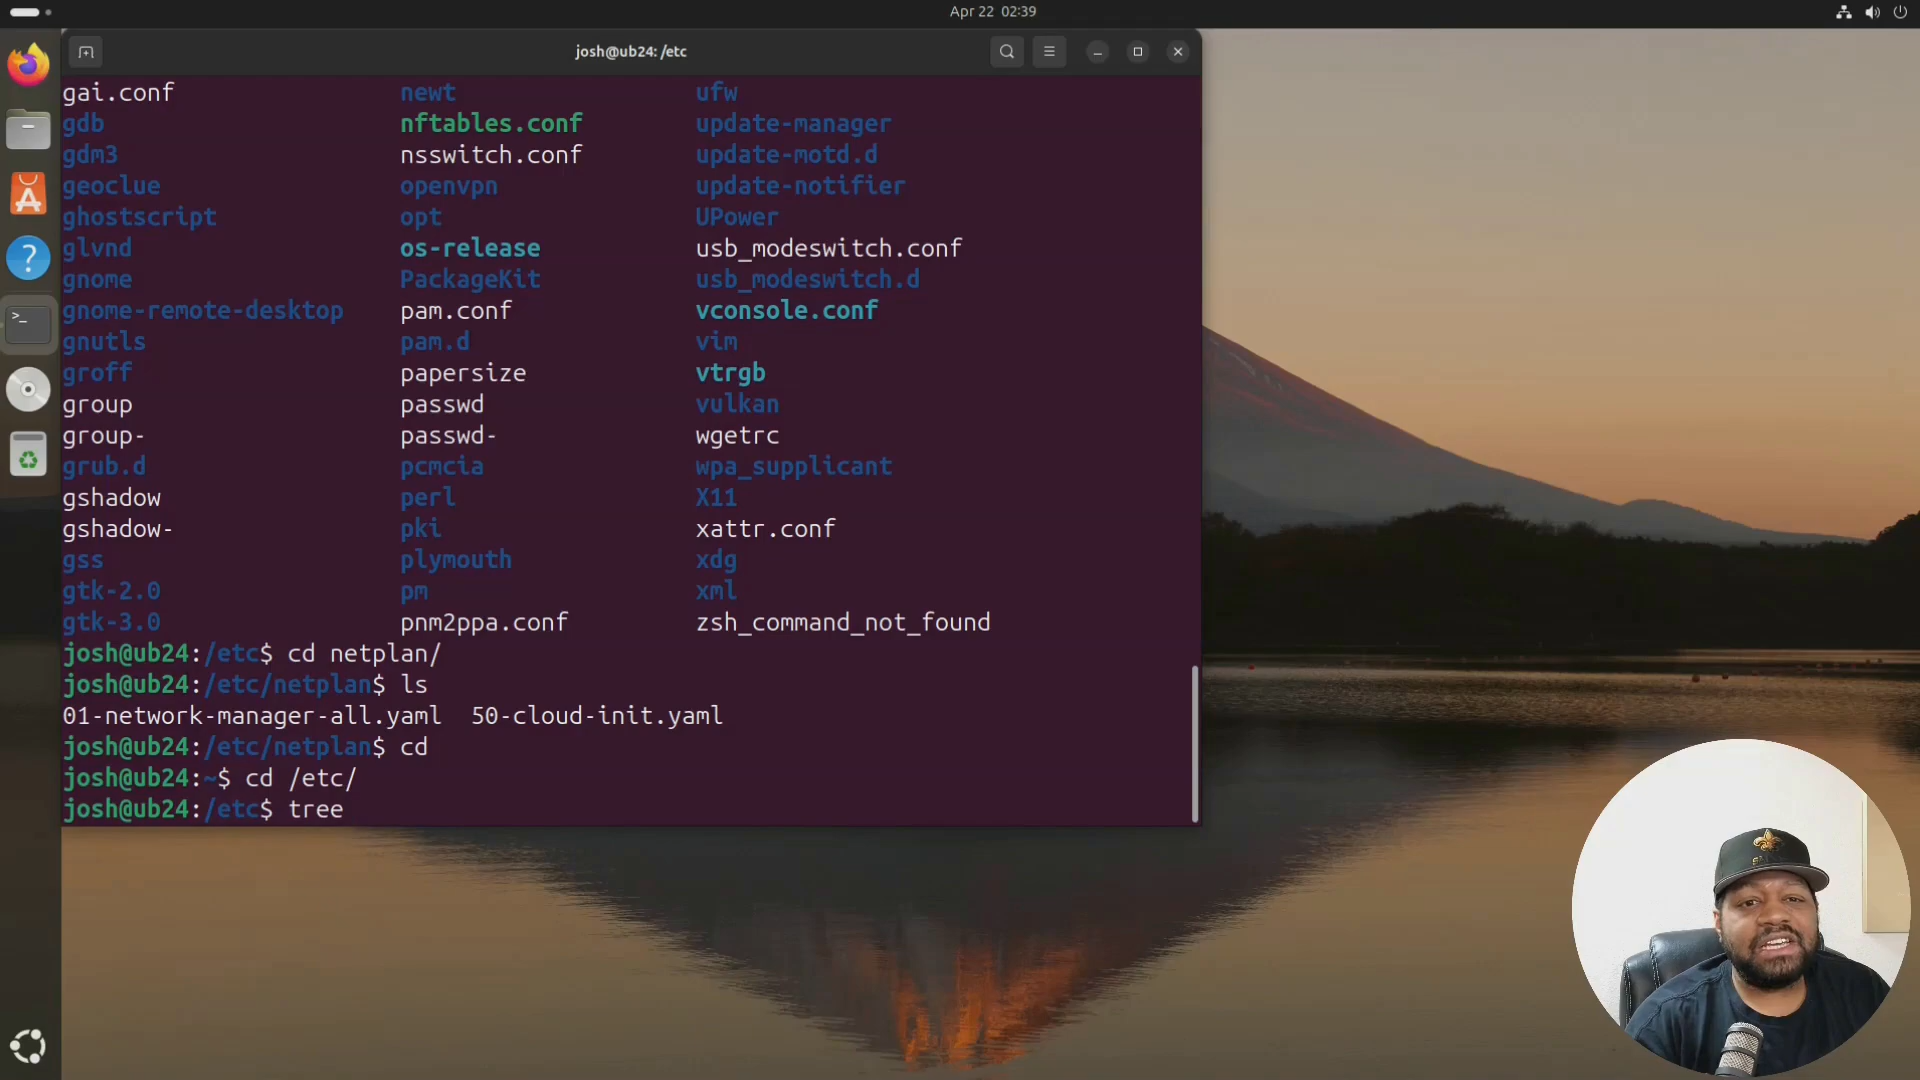 Apr 22 02:39
josh@ub24: /etc
gai.conf newt ufw
gdb nftables.conf update-manager
gdm3 nsswitch.conf update-motd.d
geoclue openvpn update-notifier
ghostscript opt UPower
glvnd os-release usb_modeswitch.conf
gnome PackageKit usb_modeswitch.d
gnome-remote-desktop pam.conf vconsole.conf
gnutls pam.d vim
groff papersize vtrgb
group passwd vulkan
group- passwd- wgetrc
grub.d pcmcia wpa_supplicant
gshadow perl X11
gshadow- pki xattr.conf
gss plymouth xdg
gtk-2.0 pm xml
gtk-3.0 pnm2ppa.conf zsh_command_not_found
josh@ub24:/etc$ cd netplan/
josh@ub24:/etc/netplan$ ls
01-network-manager-all.yaml 50-cloud-init.yaml
josh@ub24:/etc/netplan$ cd
josh@ub24:~$ cd /etc/
josh@ub24:/etc$ tree